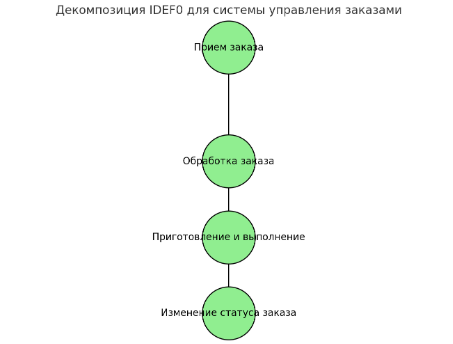 Декомпозиция IDEF0 для системы управления заказами
Прием заказа
Обработка заказа
Приготовление и выполнение
Изменение статуса заказа